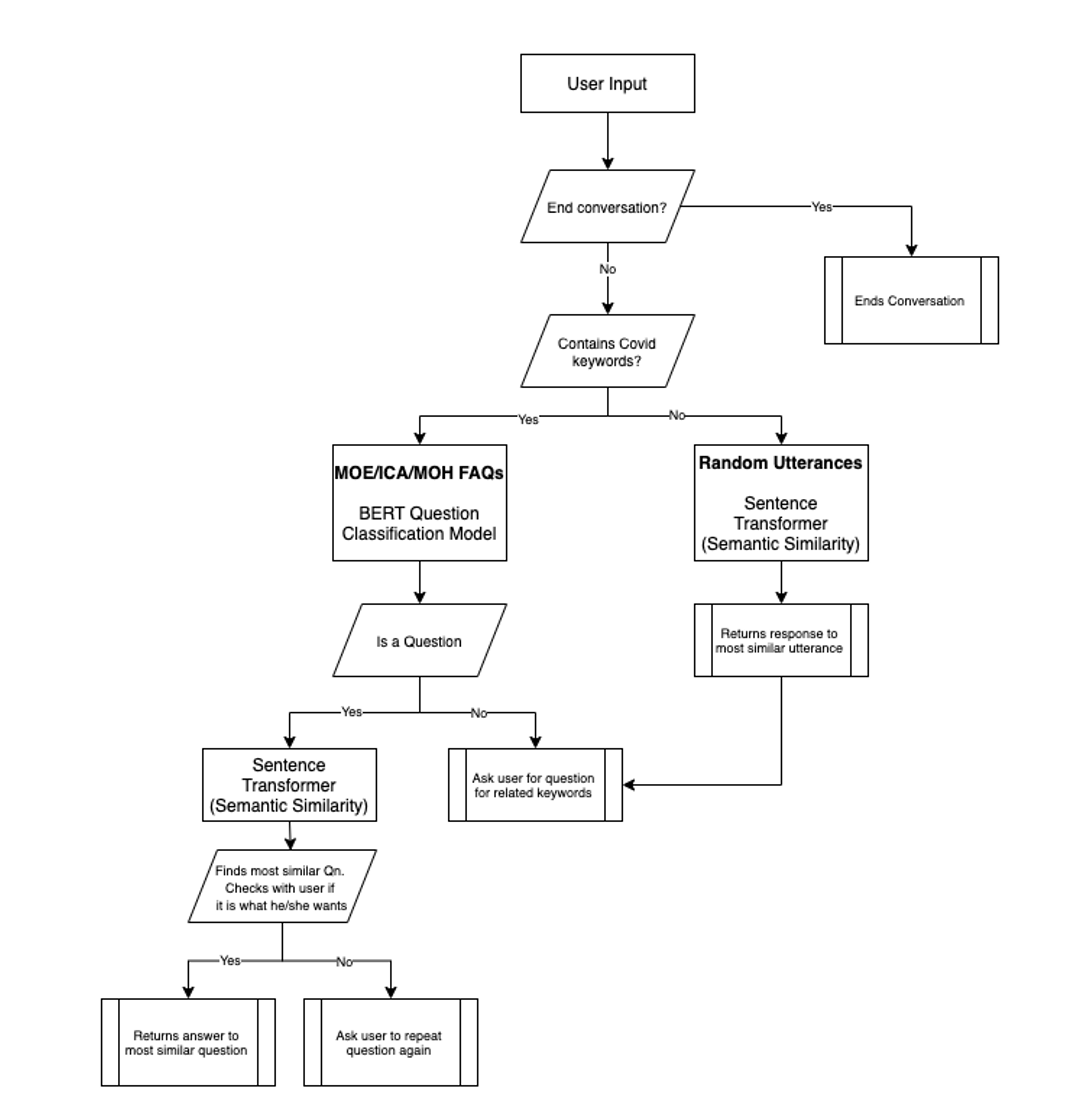 User Input
End conversation?
Yes
No
Ends Conversation
Contains Covid
keywords?
Yes
No
MOE/ICA/MOH FAQs
BERT Question
Classification Model
Random Utterances
Sentence
Transformer
(Semantic Similarity)
Is a Question
Returns response to
most similar utterance
Yes
No
Sentence
Transformer
(Semantic Similarity)
Ask user for question
for related keywords
Finds most similar Qn.
Checks with user if
it is what he/she wants
Yes
No
Returns answer to
most similar question
Ask user to repeat
question again